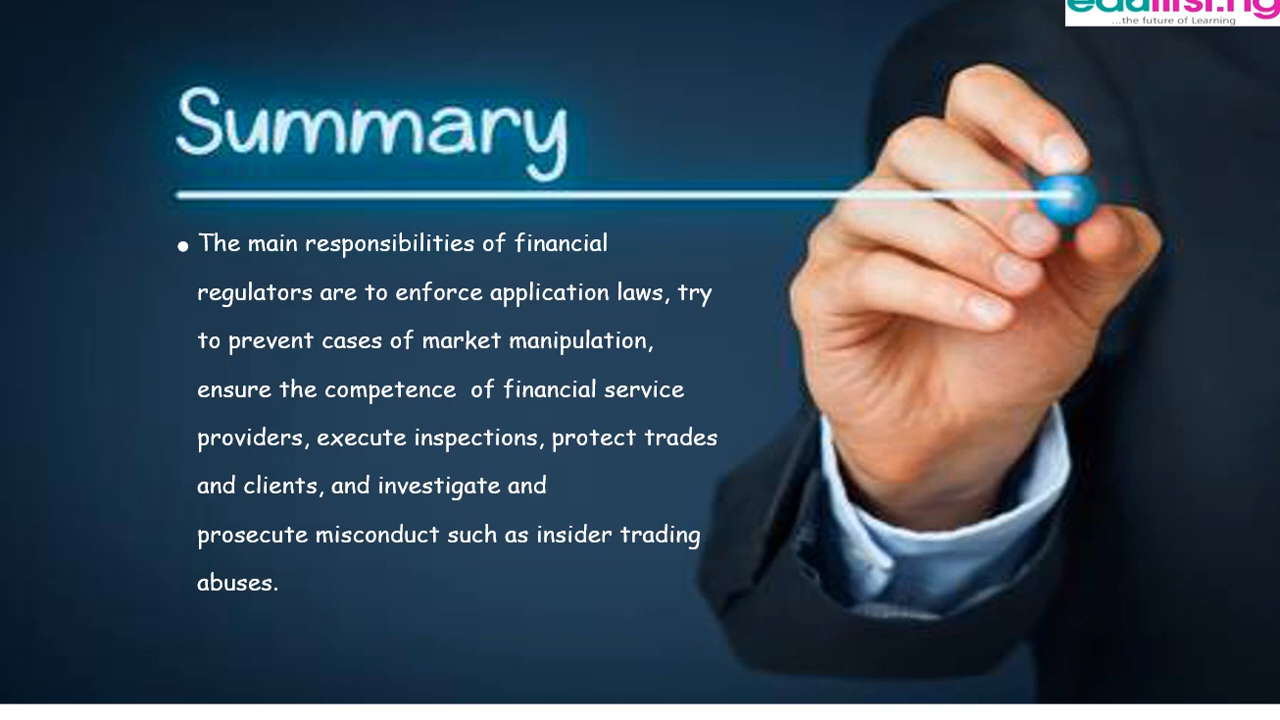 edufirst.ng
...the future of Learning
Summary
• The main responsibilities of financial
regulators are to enforce application laws, try
to prevent cases of market manipulation,
ensure the competence  of financial service
providers, execute inspections, protect trades
and clients, and investigate and
prosecute misconduct such as insider trading
abuses.